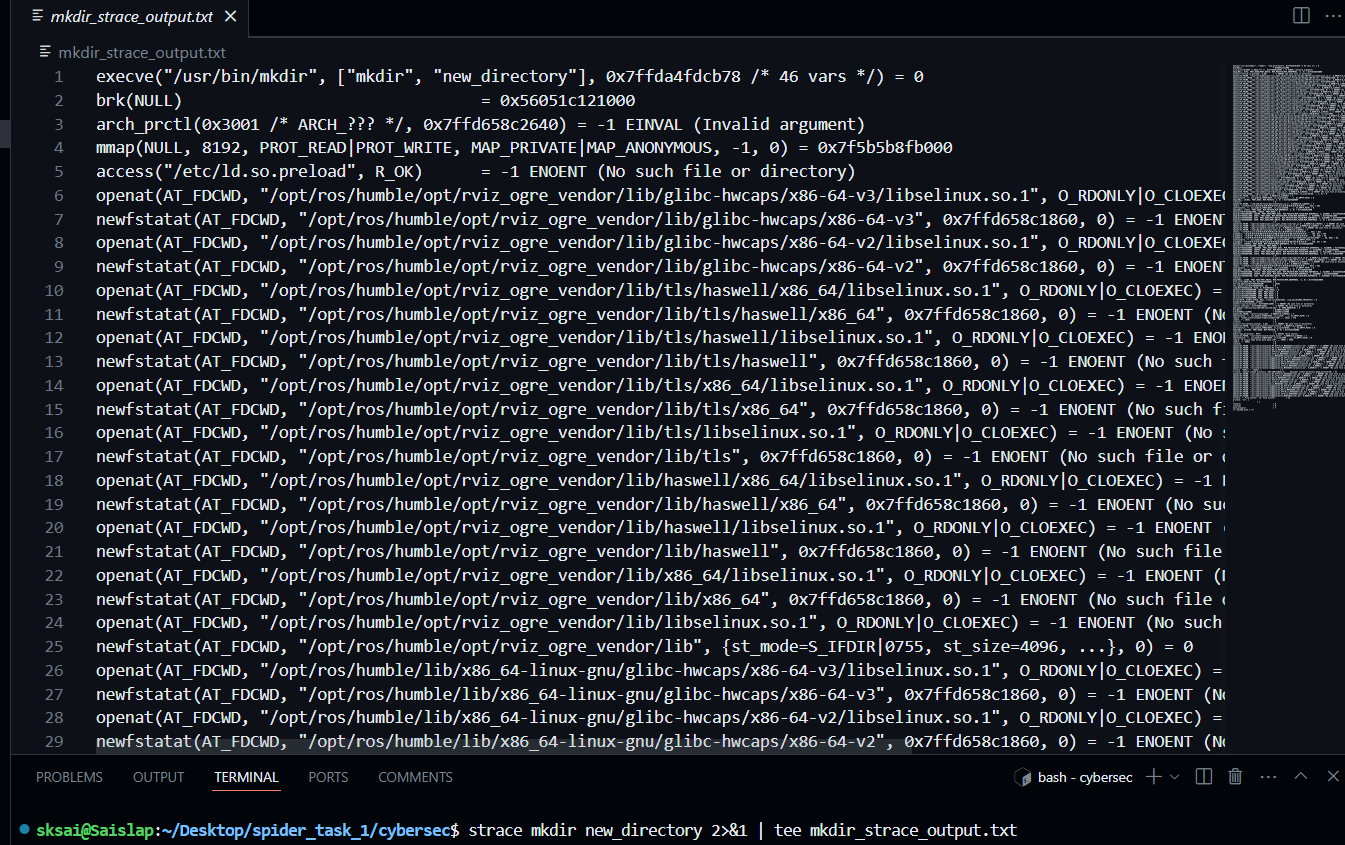 mkdir_strace_output.txt
mkdir_strace_output.txt
1 execve("/usr/bin/mkdir", ["mkdir", "new_directory"], 0x7ffda4fdcb78 /* 46 vars */) = 0
2 brk(NULL) = 0x56051c121000
3 arch_prctl(0x3001 /* ARCH_??? */, 0x7ffd658c2640) = -1 EINVAL (Invalid argument)
4 mmap(NULL, 8192, PROT_READ|PROT_WRITE, MAP_PRIVATE|MAP_ANONYMOUS, -1, 0) = 0x7f5b5b8fb000
5 access("/etc/ld.so.preload", R_OK) = -1 ENOENT (No such file or directory)
6 openat(AT_FDCWD, "/opt/ros/humble/opt/rviz_ogre_vendor/lib/glibc-hwcaps/x86-64-v3/libselinux.so.1", O_RDONLY|O_CLOEXEC
7 newfstatat(AT_FDCWD, "/opt/ros/humble/opt/rviz_ogre_vendor/lib/glibc-hwcaps/x86-64-v3", 0x7ffd658c1860, 0) = -1 ENOENT
8 openat(AT_FDCWD, "/opt/ros/humble/opt/rviz_ogre_vendor/lib/glibc-hwcaps/x86-64-v2/libselinux.so.1", O_RDONLY|O_CLOEXEC
9 newfstatat(AT_FDCWD, "/opt/ros/humble/opt/rviz_ogre_vendor/lib/glibc-hwcaps/x86-64-v2", 0x7ffd658c1860, 0) = -1 ENOENT
10 openat(AT_FDCWD, "/opt/ros/humble/opt/rviz_ogre_vendor/lib/tls/haswell/x86_64/libselinux.so.1", O_RDONLY|O_CLOEXEC) =
11 newfstatat(AT_FDCWD, "/opt/ros/humble/opt/rviz_ogre_vendor/lib/tls/haswell/x86_64", 0x7ffd658c1860, 0) = -1 ENOENT (No
12 openat(AT_FDCWD, "/opt/ros/humble/opt/rviz_ogre_vendor/lib/tls/haswell/libselinux.so.1", O_RDONLY|O_CLOEXEC) = -1 ENO
13 newfstatat(AT_FDCWD, "/opt/ros/humble/opt/rviz_ogre_vendor/lib/tls/haswell", 0x7ffd658c1860, 0) = -1 ENOENT (No such
14 openat(AT_FDCWD, "/opt/ros/humble/opt/rviz_ogre_vendor/lib/tls/x86_64/libselinux.so.1", O_RDONLY|O_CLOEXEC) = -1 ENOE
15 newfstatat(AT_FDCWD, "/opt/ros/humble/opt/rviz_ogre_vendor/lib/tls/x86_64", 0x7ffd658c1860, 0) = -1 ENOENT (No such fi
16 openat(AT_FDCWD, "/opt/ros/humble/opt/rviz_ogre_vendor/lib/tls/libselinux.so.1", O_RDONLY|O_CLOEXEC) = -1 ENOENT (No
17 newfstatat(AT_FDCWD, "/opt/ros/humble/opt/rviz_ogre_vendor/lib/tls", 0x7ffd658c1860, 0) = -1 ENOENT (No such file or
18 openat(AT_FDCWD, "/opt/ros/humble/opt/rviz_ogre_vendor/lib/haswell/x86_64/libselinux.so.1", O_RDONLY|O_CLOEXEC) = -1
19 newfstatat(AT_FDCWD, "/opt/ros/humble/opt/rviz_ogre_vendor/lib/haswell/x86_64", 0x7ffd658c1860, 0) = -1 ENOENT (No su
20 openat(AT_FDCWD, "/opt/ros/humble/opt/rviz_ogre_vendor/lib/haswell/libselinux.so.1", O_RDONLY|O_CLOEXEC) = -1 ENOENT
21 newfstatat(AT_FDCWD, "/opt/ros/humble/opt/rviz_ogre_vendor/lib/haswell", 0x7ffd658c1860, 0) = -1 ENOENT (No such file
22 openat(AT_FDCWD, "/opt/ros/humble/opt/rviz_ogre_vendor/lib/x86_64/libselinux.so.1", O_RDONLY|O_CLOEXEC) = -1 ENOENT (
23 newfstatat(AT_FDCWD, "/opt/ros/humble/opt/rviz_ogre_vendor/lib/x86_64", 0x7ffd658c1860, 0) = -1 ENOENT (No such file
24 openat(AT_FDCWD, "/opt/ros/humble/opt/rviz_ogre_vendor/lib/libselinux.so.1", O_RDONLY|O_CLOEXEC) = -1 ENOENT (No such
25 newfstatat(AT_FDCWD, "/opt/ros/humble/opt/rviz_ogre_vendor/lib", {st_mode=S_IFDIR|0755, st_size=4096, ...}, 0) = 0
26 openat(AT_FDCWD, "/opt/ros/humble/lib/x86_64-linux-gnu/glibc-hwcaps/x86-64-v3/libselinux.so.1", O_RDONLY|O_CLOEXEC) =
27 newfstatat(AT_FDCWD, "/opt/ros/humble/lib/x86_64-linux-gnu/glibc-hwcaps/x86-64-v3", 0x7ffd658c1860, 0) = -1 ENOENT (No
28 openat(AT_FDCWD, "/opt/ros/humble/lib/x86_64-linux-gnu/glibc-hwcaps/x86-64-v2/libselinux.so.1", O_RDONLY|O_CLOEXEC) =
29 newfstatat(AT_FDCWD, "/opt/ros/humble/lib/x86_64-linux-gnu/glibc-hwcaps/x86-64-v2", 0x7ffd658c1860, 0) = -1 ENOENT (No
PROBLEMS OUTPUT TERMINAL PORTS COMMENTS bash - cybersec
sksai@Saislap:~/Desktop/spider_task_1/cybersec$ strace mkdir new_directory 2>&1 | tee mkdir_strace_output.txt